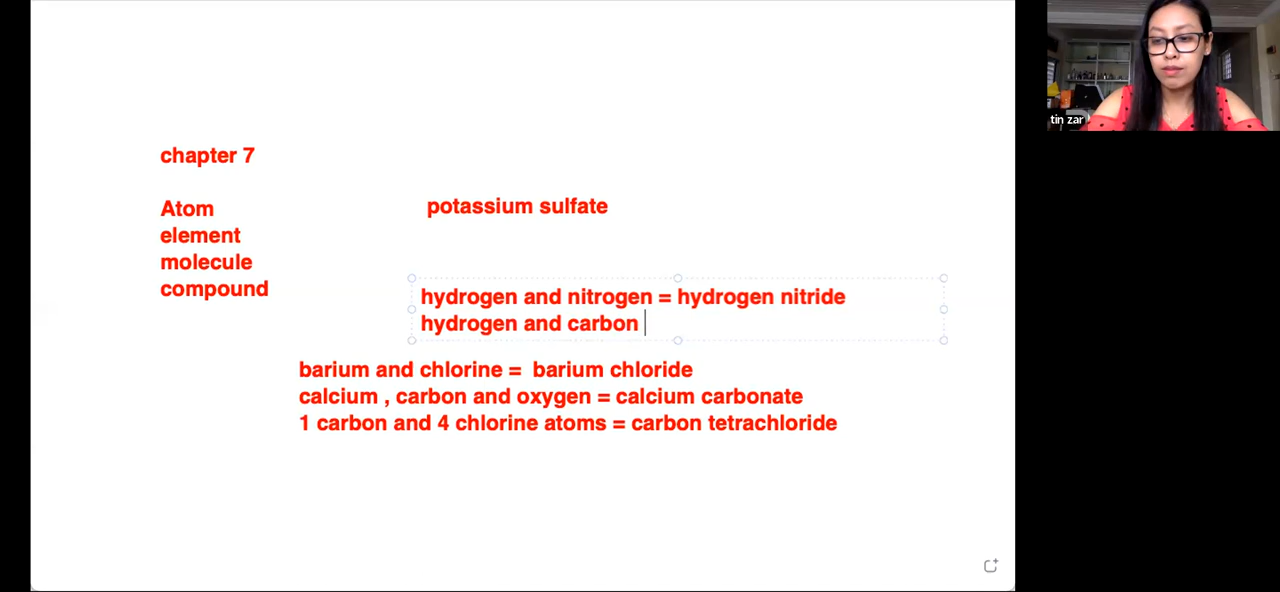 chapter 7
Atom
element
molecule
compound
potassium sulfate
hydrogen and nitrogen = hydrogen nitride
hydrogen and carbon
barium and chlorine = barium chloride
calcium , carbon and oxygen = calcium carbonate
1 carbon and 4 chlorine atoms = carbon tetrachloride
tin zar